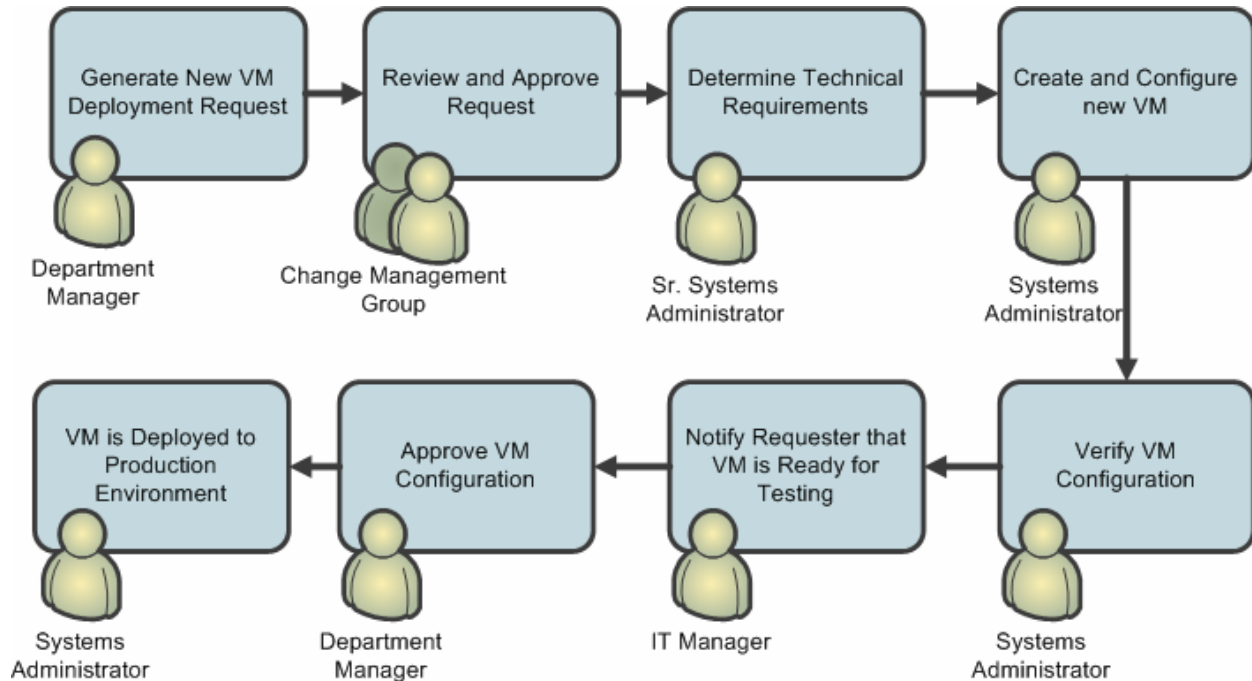 Generate New VM
Deployment Request
Department
Manager
Review and Approve
Request
Change Management
Group
Determine Technical
Requirements
Sr. Systems
Administrator
Create and Configure
new VM
Systems
Administrator
Verify VM
Configuration
Systems
Administrator
Notify Requester that
VM is Ready for
Testing
IT Manager
Approve VM
Configuration
Department
Manager
VM is Deployed to
Production
Environment
Systems
Administrator